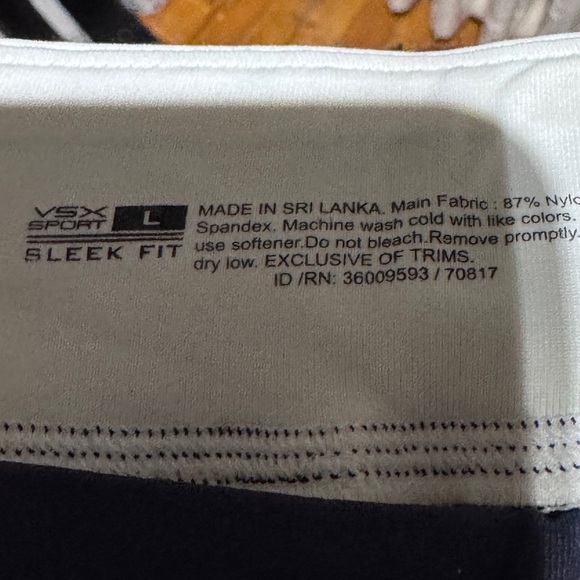 VSX
SPORT
L
SLEEK FIT
MADE IN SRI LANKA. Main Fabric : 87% Nylo
Spandex. Machine wash cold with like colors.
use softener.Do not bleach.Remove promptly.
dry low. EXCLUSIVE OF TRIMS.
ID /RN: 36009593 / 70817